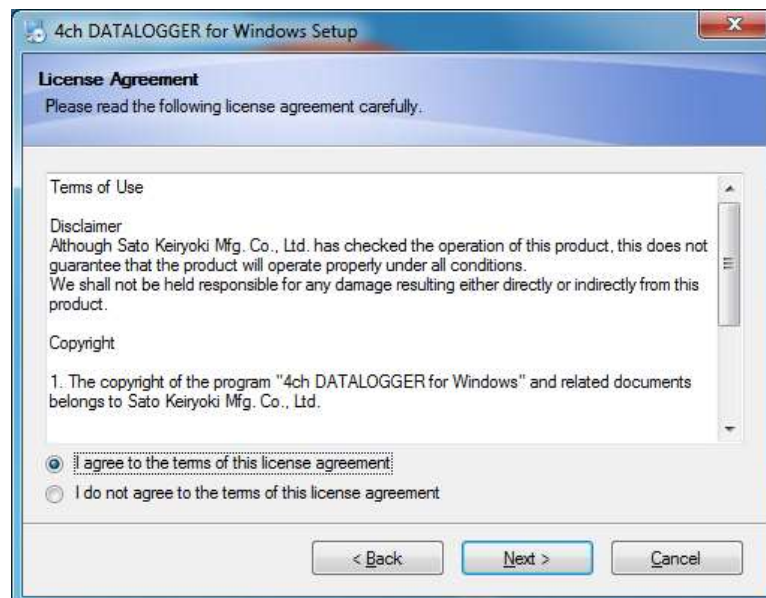 4ch DATALOGGER for Windows Setup
License Agreement
Please read the following license agreement carefully.
Terms of Use
Disclaimer
Although Sato Keiryoki Mfg. Co., Ltd. has checked the operation of this product, this does not
guarantee that the product will operate properly under all conditions.
We shall not be held responsible for any damage resulting either directly or indirectly from this
product.
Copyright
1. The copyright of the program "4ch DATALOGGER for Windows" and related documents
belongs to Sato Keiryoki Mfg. Co., Ltd.
I agree to the terms of this license agreement
I do not agree to the terms of this license agreement
< Back
Next >
Cancel